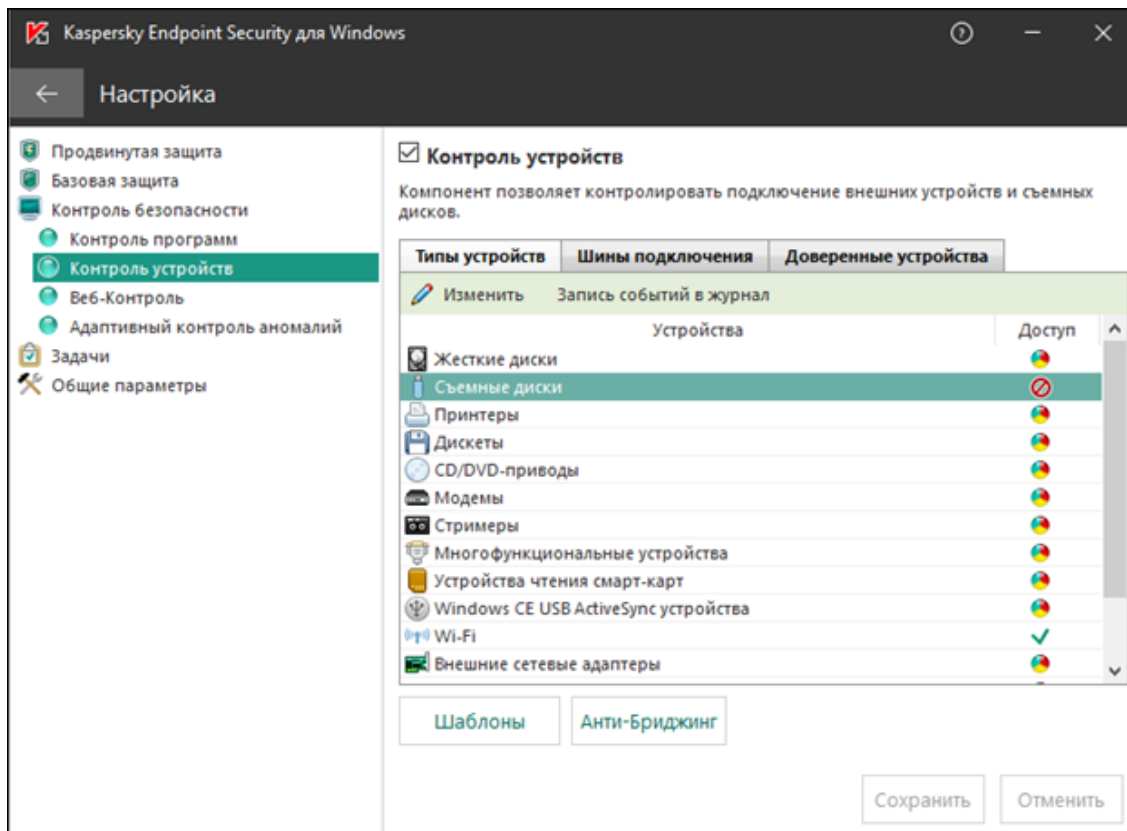 Kaspersky Endpoint Security для Windows
Настройка
Продвинутая защита
Базовая защита
Контроль безопасности
Контроль программ
Контроль устройств
Веб-Контроль
Адаптивный контроль аномалий
Задачи
Общие параметры
Контроль устройств
Компонент позволяет контролировать подключение внешних устройств и съемных
дисков.
Типы устройств Шины подключения Доверенные устройства
Изменить Запись событий в журнал
Устройства Доступ
Жесткие диски
Съемные диски
Принтеры
Дискеты
CD/DVD-приводы
Модемы
Стримеры
Многофункциональные устройства
Устройства чтения смарт-карт
Windows CE USB ActiveSync устройства
Wi-Fi
Внешние сетевые адаптеры
Шаблоны Анти-Бриджинг
Сохранить Отменить